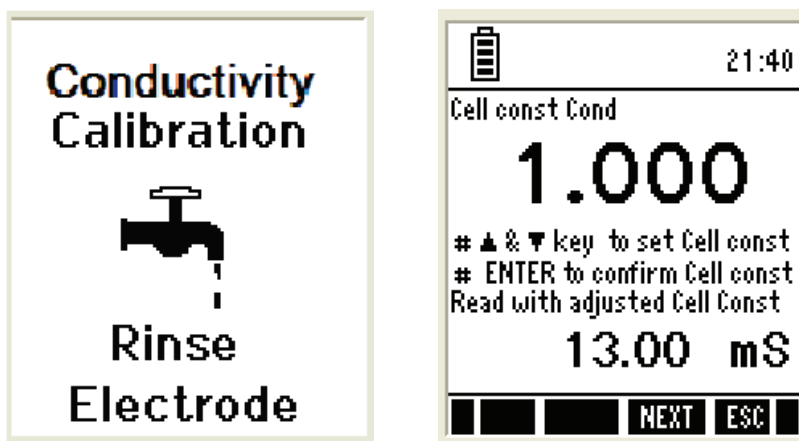 Conductivity
Calibration
Rinse
Electrode
21:40
Cell const Cond
1.000
# ▲ & ▼ key to set Cell const
# ENTER to confirm Cell const
Read with adjusted Cell Const
13.00 mS
NEXT ESC